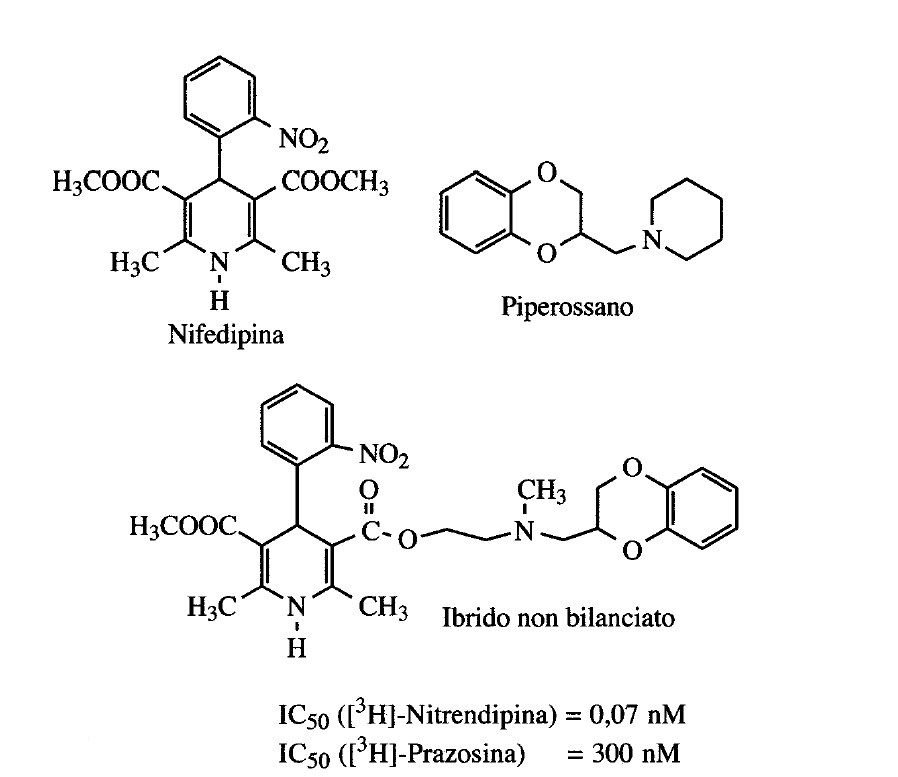 NO₂
H₃COOC COOCH₃
H₃C N CH₃
H
Nifedipina
O
O N
Piperossano
NO₂
O
H₃COOC C O
CH₃
N
O
O
H₃C N CH₃
H
Ibrido non bilanciato
IC₅₀ ([³H]-Nitrendipina) = 0,07 nM
IC₅₀ ([³H]-Prazosina) = 300 nM